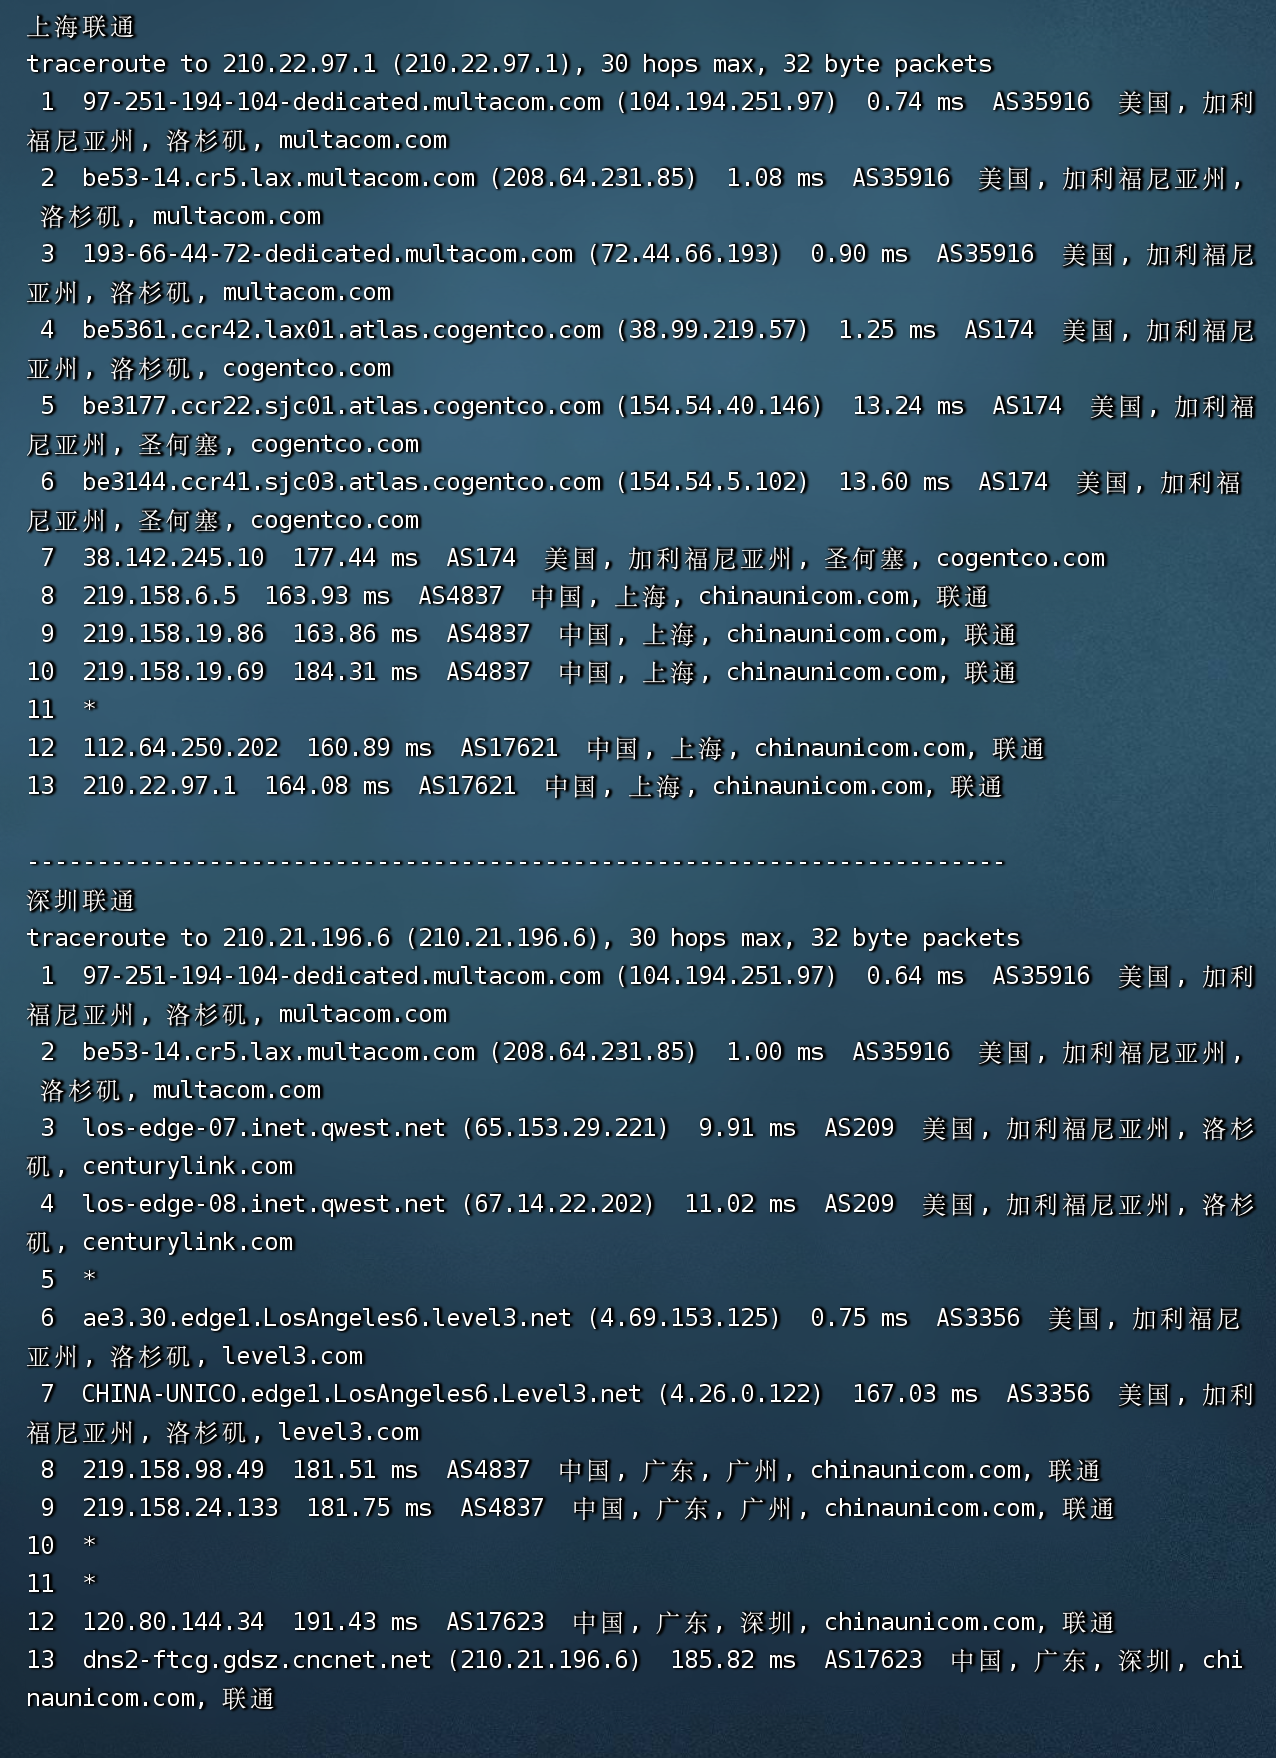 上海联通
traceroute to 210.22.97.1 (210.22.97.1), 30 hops max, 32 byte packets
 1  97-251-194-104-dedicated.multacom.com (104.194.251.97)  0.74 ms  AS35916  美国, 加利
福尼亚州, 洛杉矶, multacom.com
 2  be53-14.cr5.lax.multacom.com (208.64.231.85)  1.08 ms  AS35916  美国, 加利福尼亚州,
 洛杉矶, multacom.com
 3  193-66-44-72-dedicated.multacom.com (72.44.66.193)  0.90 ms  AS35916  美国, 加利福尼
亚州, 洛杉矶, multacom.com
 4  be5361.ccr42.lax01.atlas.cogentco.com (38.99.219.57)  1.25 ms  AS174  美国, 加利福尼
亚州, 洛杉矶, cogentco.com
 5  be3177.ccr22.sjc01.atlas.cogentco.com (154.54.40.146)  13.24 ms  AS174  美国, 加利福
尼亚州, 圣何塞, cogentco.com
 6  be3144.ccr41.sjc03.atlas.cogentco.com (154.54.5.102)  13.60 ms  AS174  美国, 加利福
尼亚州, 圣何塞, cogentco.com
 7  38.142.245.10  177.44 ms  AS174  美国, 加利福尼亚州, 圣何塞, cogentco.com
 8  219.158.6.5  163.93 ms  AS4837  中国, 上海, chinaunicom.com, 联通
 9  219.158.19.86  163.86 ms  AS4837  中国, 上海, chinaunicom.com, 联通
10  219.158.19.69  184.31 ms  AS4837  中国, 上海, chinaunicom.com, 联通
11  *
12  112.64.250.202  160.89 ms  AS17621  中国, 上海, chinaunicom.com, 联通
13  210.22.97.1  164.08 ms  AS17621  中国, 上海, chinaunicom.com, 联通
----------------------------------------------------------------------
深圳联通
traceroute to 210.21.196.6 (210.21.196.6), 30 hops max, 32 byte packets
 1  97-251-194-104-dedicated.multacom.com (104.194.251.97)  0.64 ms  AS35916  美国, 加利
福尼亚州, 洛杉矶, multacom.com
 2  be53-14.cr5.lax.multacom.com (208.64.231.85)  1.00 ms  AS35916  美国, 加利福尼亚州,
 洛杉矶, multacom.com
 3  los-edge-07.inet.qwest.net (65.153.29.221)  9.91 ms  AS209  美国, 加利福尼亚州, 洛杉
矶, centurylink.com
 4  los-edge-08.inet.qwest.net (67.14.22.202)  11.02 ms  AS209  美国, 加利福尼亚州, 洛杉
矶, centurylink.com
 5  *
 6  ae3.30.edge1.LosAngeles6.level3.net (4.69.153.125)  0.75 ms  AS3356  美国, 加利福尼
亚州, 洛杉矶, level3.com
 7  CHINA-UNICO.edge1.LosAngeles6.Level3.net (4.26.0.122)  167.03 ms  AS3356  美国, 加利
福尼亚州, 洛杉矶, level3.com
 8  219.158.98.49  181.51 ms  AS4837  中国, 广东, 广州, chinaunicom.com, 联通
 9  219.158.24.133  181.75 ms  AS4837  中国, 广东, 广州, chinaunicom.com, 联通
10  *
11  *
12  120.80.144.34  191.43 ms  AS17623  中国, 广东, 深圳, chinaunicom.com, 联通
13  dns2-ftcg.gdsz.cncnet.net (210.21.196.6)  185.82 ms  AS17623  中国, 广东, 深圳, chi
naunicom.com, 联通